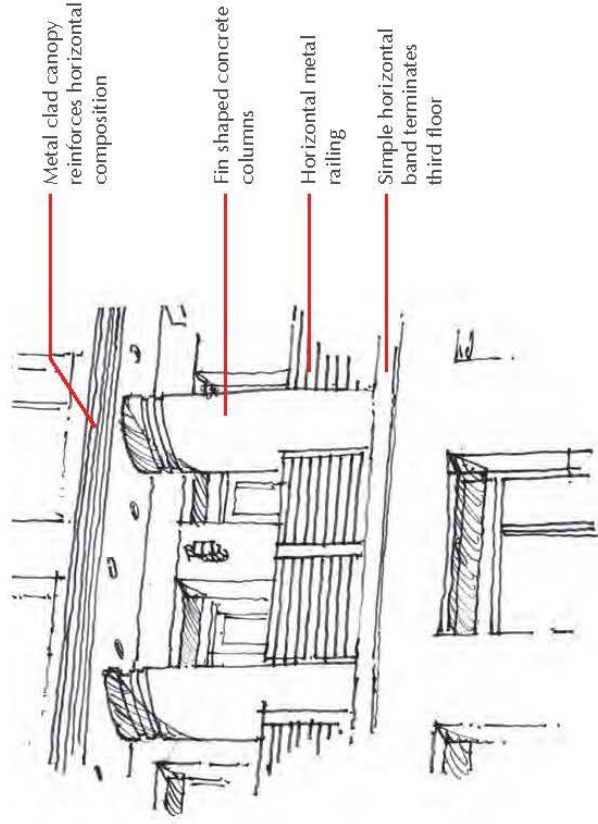 Metal clad canopy
reinforces horizontal
composition
Fin shaped concrete
columns
Horizontal metal
railing
Simple horizontal
band terminates
third floor